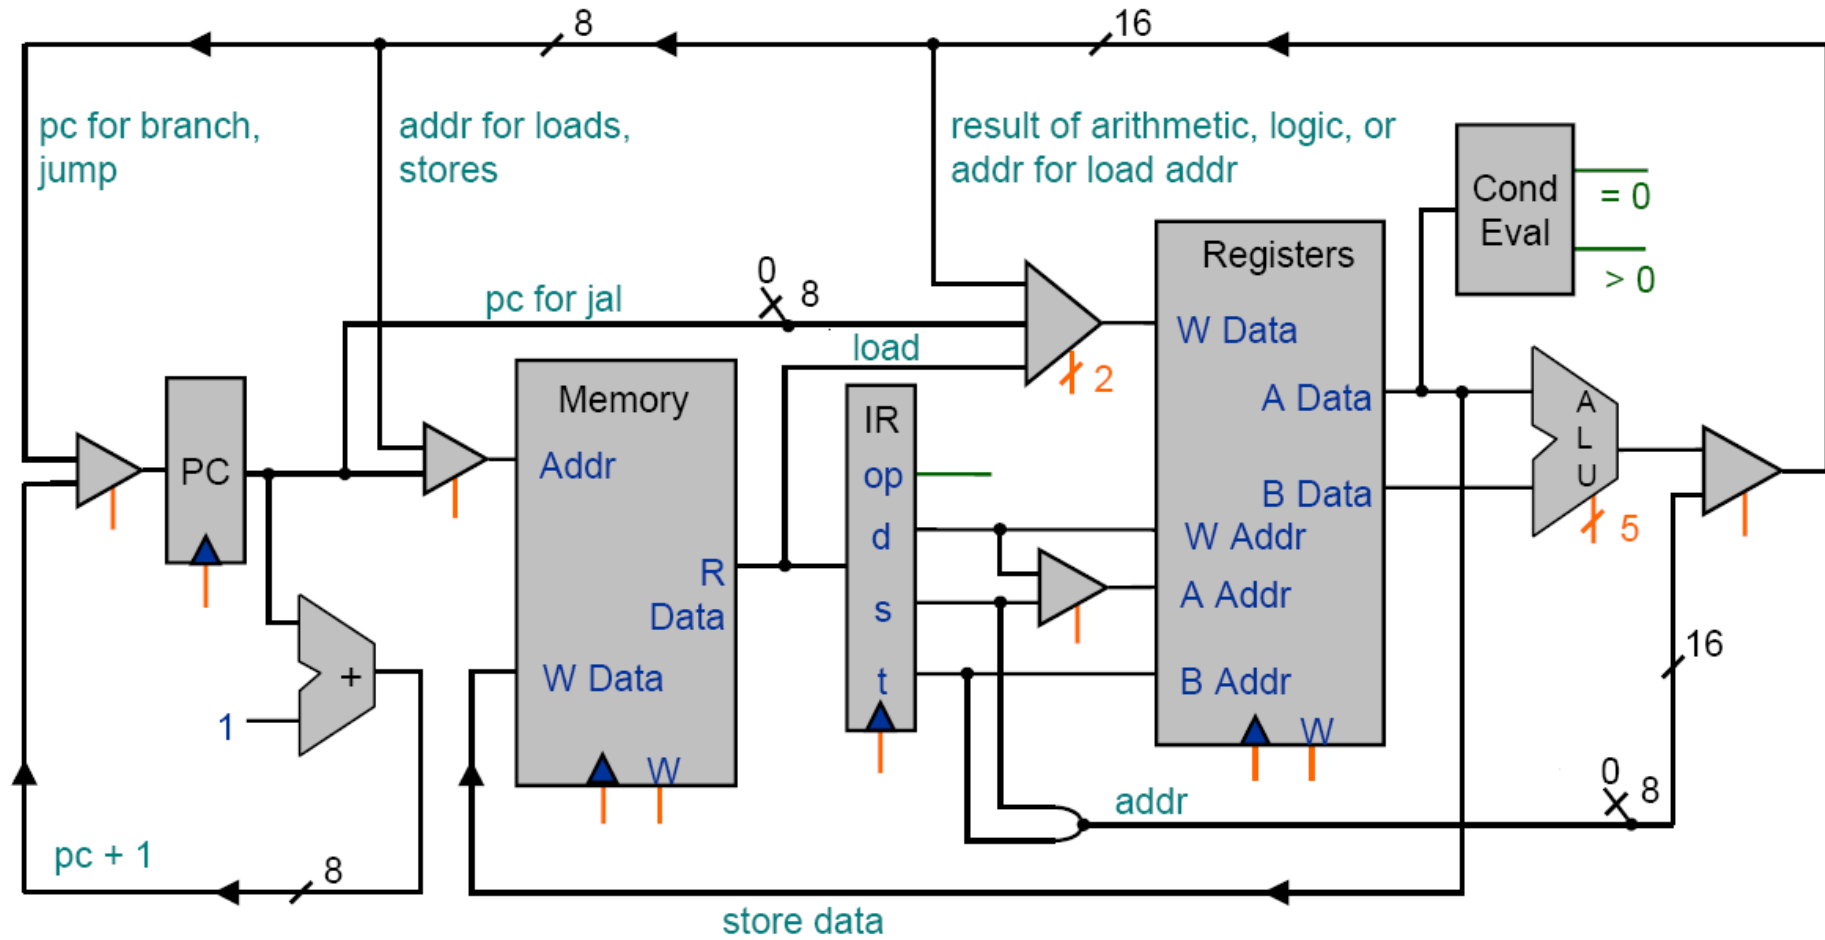 8
16
pc for branch,
jump
addr for loads,
stores
result of arithmetic, logic, or
addr for load addr
Cond
Eval
= 0
> 0
0
8
pc for jal
load
2
Registers
W Data
A Data
B Data
W Addr
A Addr
B Addr
W
Memory
Addr
R
Data
W Data
W
IR
op
d
s
t
PC
+
1
A
L
U
5
16
0
8
addr
pc + 1
8
store data